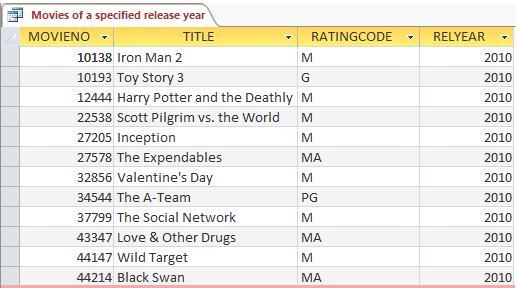 Movies of a specified release year
MOVIENO TITLE RATINGCODE RELYEAR
10138 Iron Man 2 M 2010
10193 Toy Story 3 G 2010
12444 Harry Potter and the Deathly M 2010
22538 Scott Pilgrim vs. the World M 2010
27205 Inception M 2010
27578 The Expendables MA 2010
32856 Valentine's Day M 2010
34544 The A-Team PG 2010
37799 The Social Network M 2010
43347 Love & Other Drugs MA 2010
44147 Wild Target M 2010
44214 Black Swan MA 2010